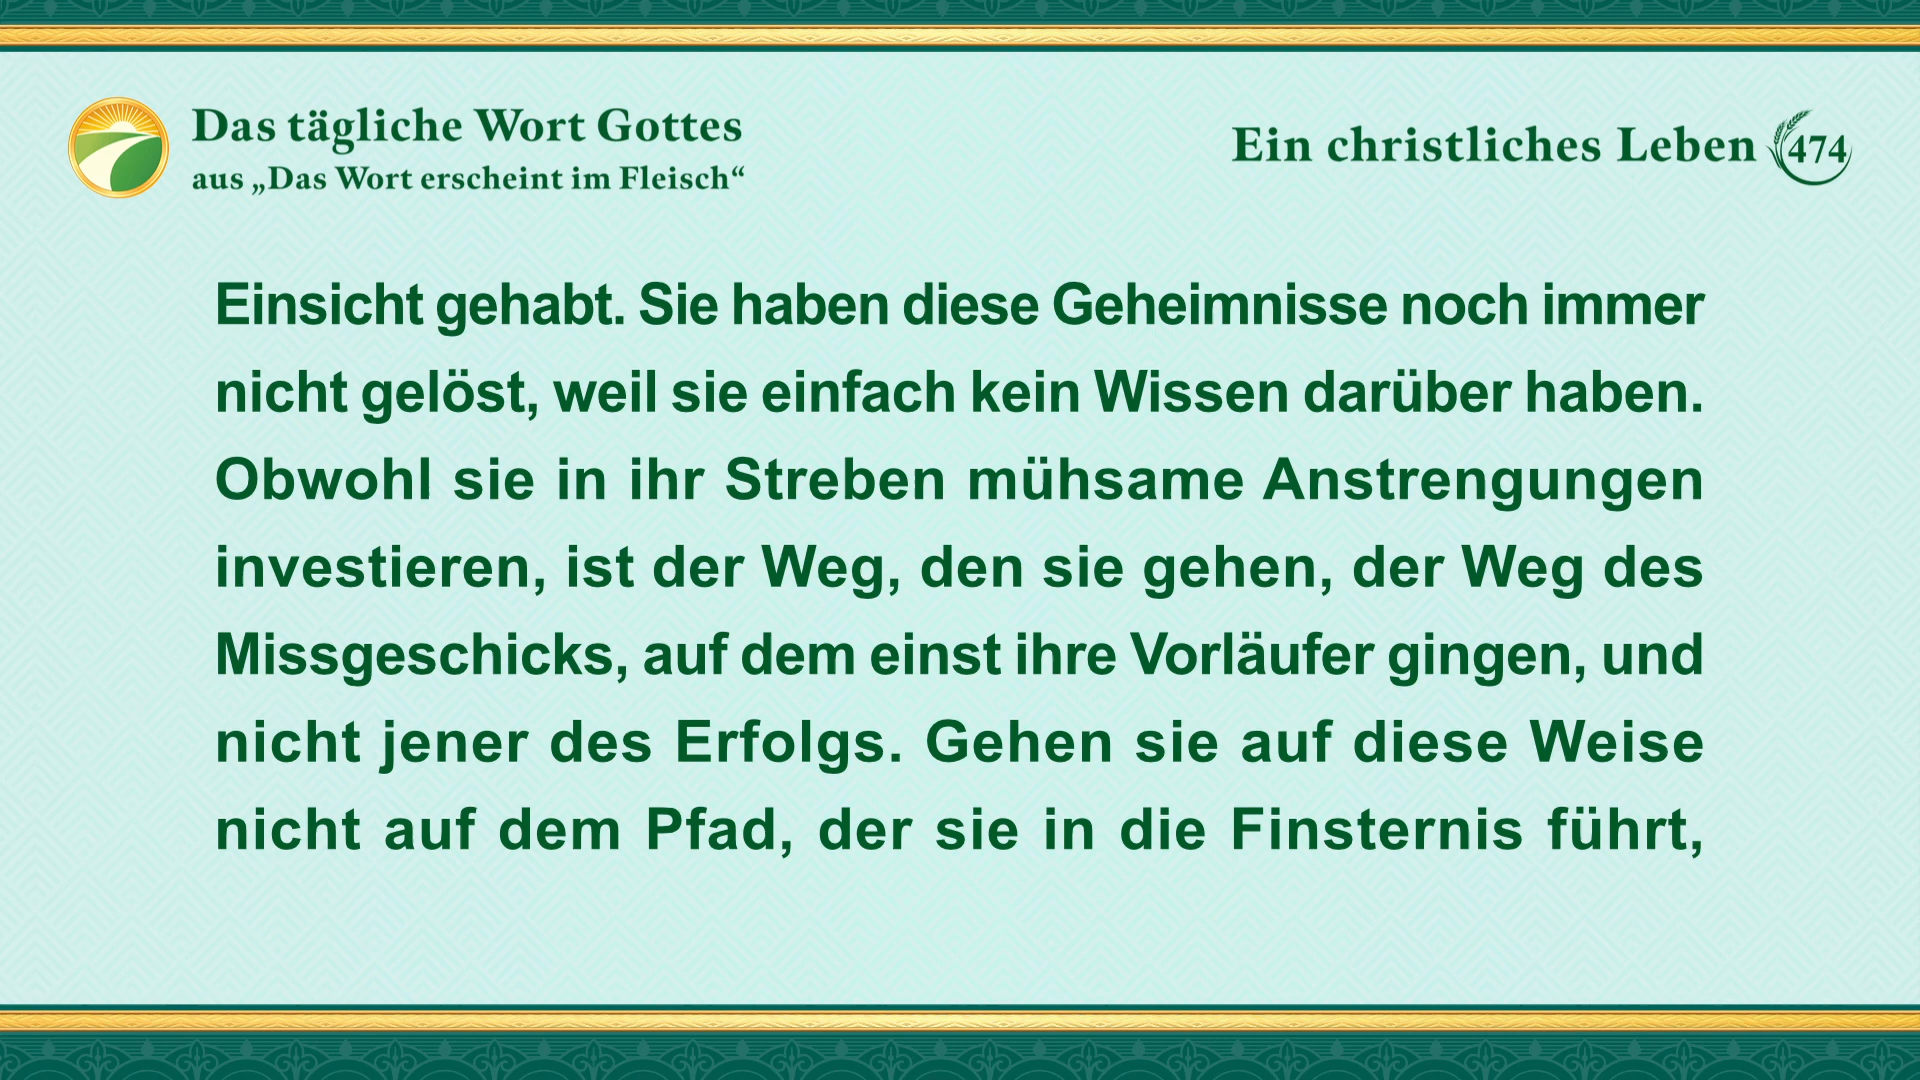 Das tägliche Wort Gottes
aus „Das Wort erscheint im Fleisch“
Ein christliches Leben 474
Einsicht gehabt. Sie haben diese Geheimnisse noch immer
nicht gelöst, weil sie einfach kein Wissen darüber haben.
Obwohl sie in ihr Streben mühsame Anstrengungen
investieren, ist der Weg, den sie gehen, der Weg des
Missgeschicks, auf dem einst ihre Vorläufer gingen, und
nicht jener des Erfolgs. Gehen sie auf diese Weise
nicht auf dem Pfad, der sie in die Finsternis führt,